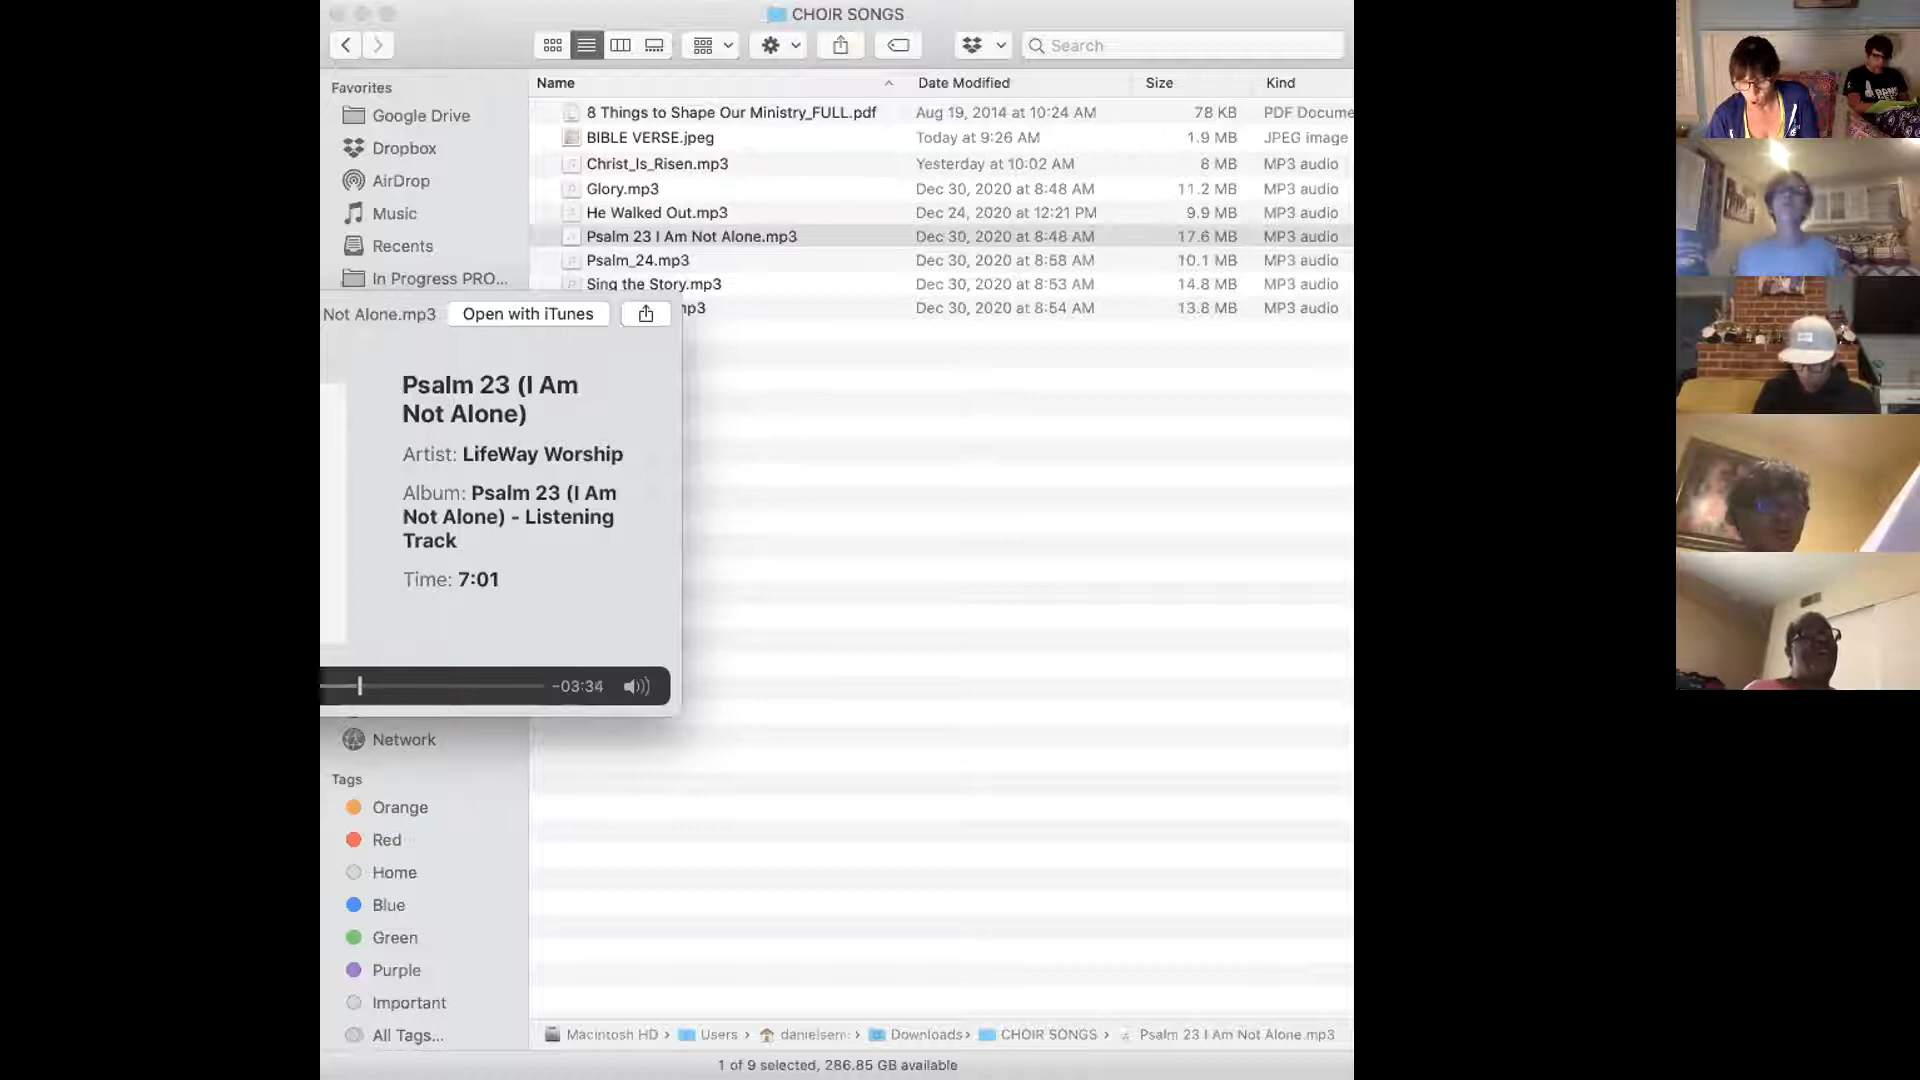 CHOIR SONGS
Search
Favorites
Google Drive
Dropbox
AirDrop
Music
Recents
In Progress PRO...
Name Date Modified Size Kind
8 Things to Shape Our Ministry_FULL.pdf Aug 19, 2014 at 10:24 AM 78 KB PDF Docume
BIBLE VERSE.jpeg Today at 9:26 AM 1.9 MB JPEG image
Christ_Is_Risen.mp3 Yesterday at 10:02 AM 8 MB MP3 audio
Glory.mp3 Dec 30, 2020 at 8:48 AM 11.2 MB MP3 audio
He Walked Out.mp3 Dec 24, 2020 at 12:21 PM 9.9 MB MP3 audio
Psalm 23 I Am Not Alone.mp3 Dec 30, 2020 at 8:48 AM 17.6 MB MP3 audio
Psalm_24.mp3 Dec 30, 2020 at 8:58 AM 10.1 MB MP3 audio
Sing the Story.mp3 Dec 30, 2020 at 8:53 AM 14.8 MB MP3 audio
mp3 Dec 30, 2020 at 8:54 AM 13.8 MB MP3 audio
Not Alone.mp3 Open with iTunes
Psalm 23 (I Am
Not Alone)
Artist: LifeWay Worship
Album: Psalm 23 (I Am
Not Alone) - Listening
Track
Time: 7:01
-03:34
Network
Tags
Orange
Red
Home
Blue
Green
Purple
Important
All Tags...
Macintosh HD › Users › danielsem › Downloads › CHOIR SONGS › Psalm 23 I Am Not Alone.mp3
1 of 9 selected, 286.85 GB available